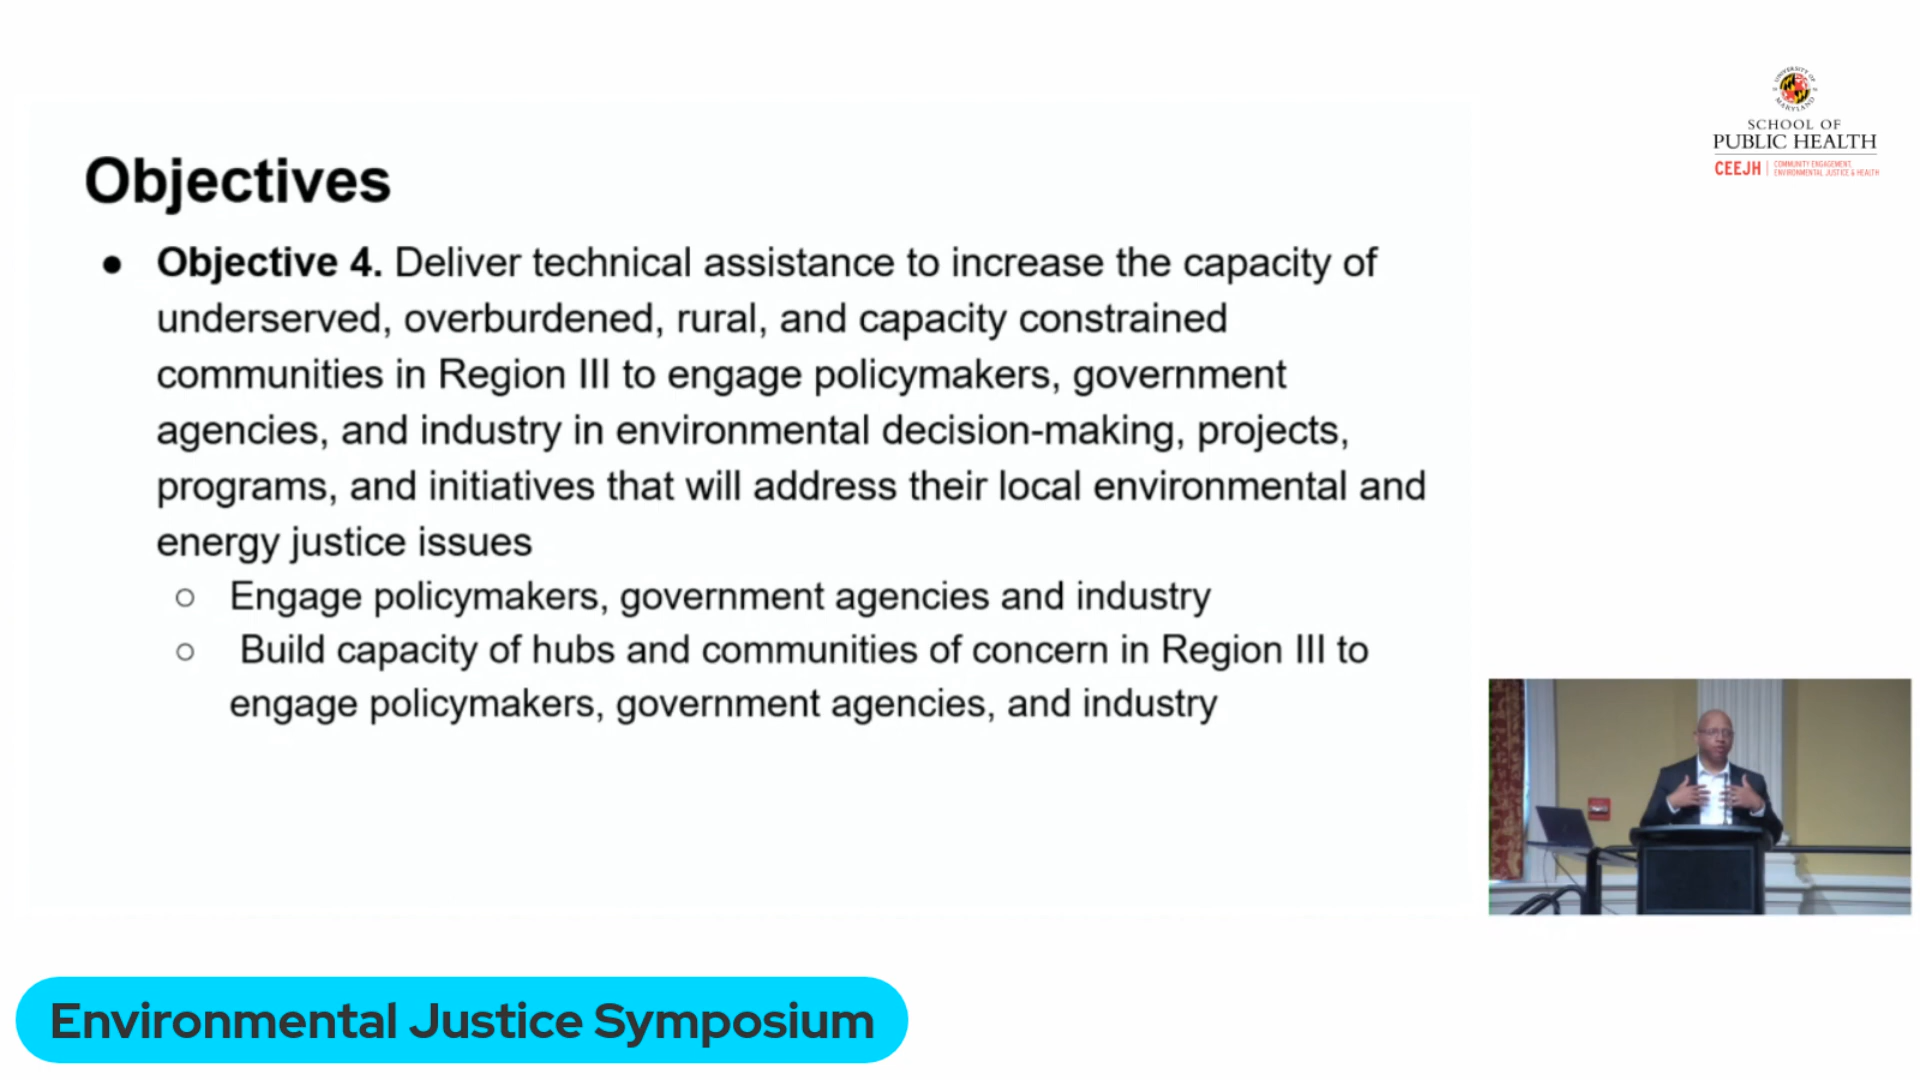 UNIVERSITY OF
MARYLAND
SCHOOL OF
PUBLIC HEALTH
CEEJH
COMMUNITY ENGAGEMENT,
ENVIRONMENTAL JUSTICE & HEALTH
Objectives
● Objective 4. Deliver technical assistance to increase the capacity of
underserved, overburdened, rural, and capacity constrained
communities in Region III to engage policymakers, government
agencies, and industry in environmental decision-making, projects,
programs, and initiatives that will address their local environmental and
energy justice issues
○ Engage policymakers, government agencies and industry
○ Build capacity of hubs and communities of concern in Region III to
engage policymakers, government agencies, and industry
Environmental Justice Symposium